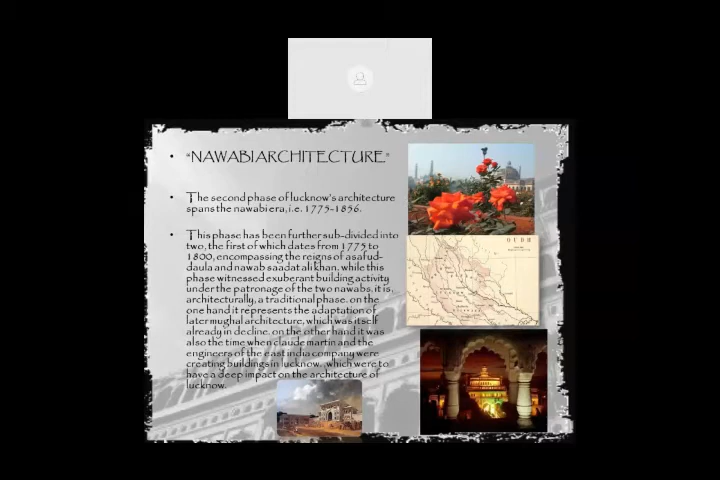 • "NAWABI ARCHITECTURE"
• The second phase of lucknow's architecture
spans the nawabi era, i.e. 1775-1856.
• This phase has been further sub-divided into
two, the first of which dates from 1775 to
1800, encompassing the reigns of asafud-
daula and nawab saadat ali khan. while this
phase witnessed exuberant building activity
under the patronage of the two nawabs, it is,
architecturally, a traditional phase. on the
one hand it represents the adaptation of
later mughal architecture, which was itself
already in decline. on the other hand it was
also the time when claude martin and the
engineers of the east india company were
creating buildings in lucknow. which were to
have a deep impact on the architecture of
lucknow.
OUDH